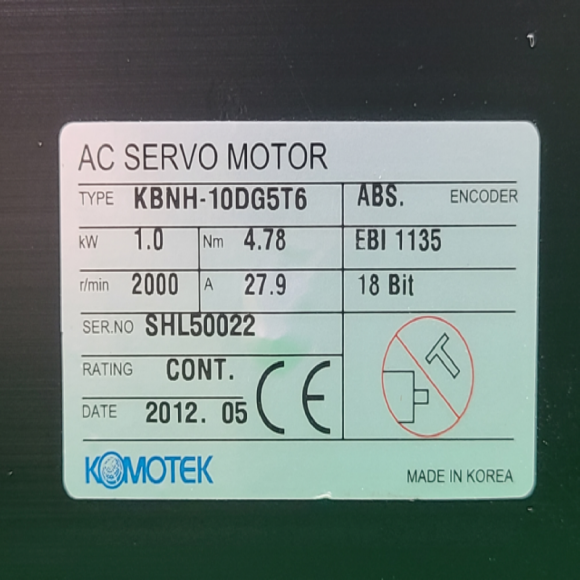 AC SERVO MOTOR
TYPE KBNH-10DG5T6 ABS. ENCODER
kW 1.0 Nm 4.78 EBI 1135
r/min 2000 A 27.9 18 Bit
SER.NO SHL50022
RATING CONT.
DATE 2012. 05 CE
KOMOTEK MADE IN KOREA